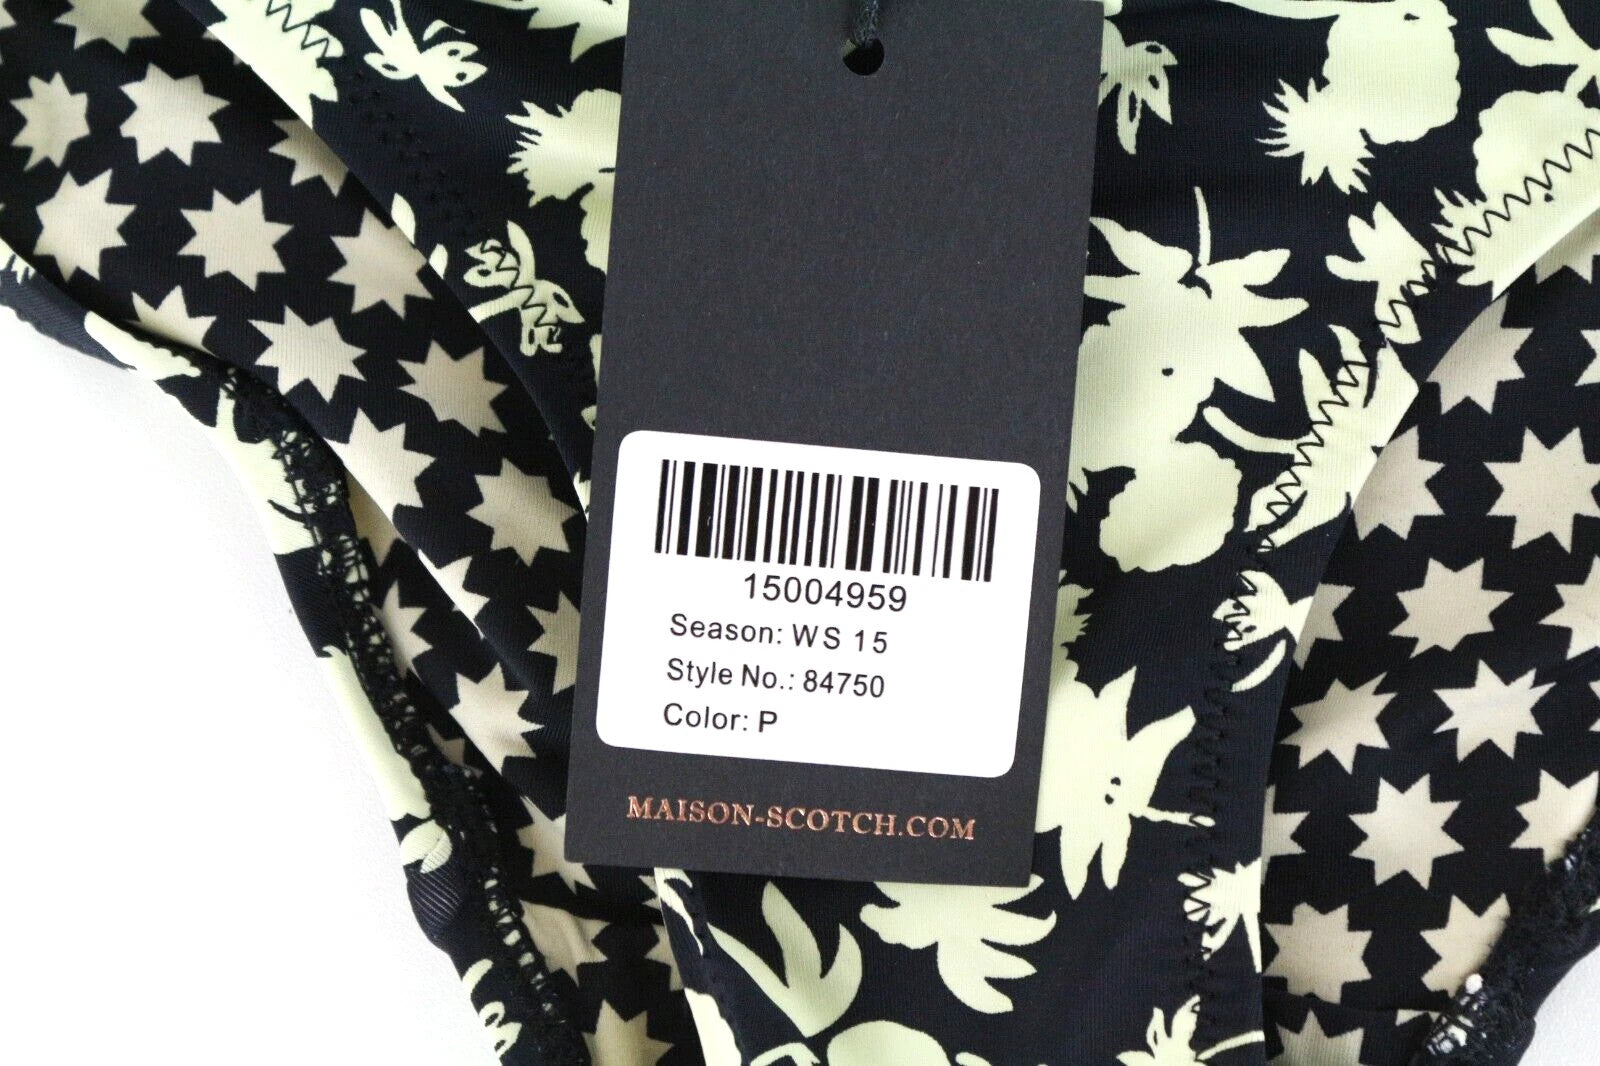 15004959
Season: WS 15
Style No.: 84750
Color: P
MAISON-SCOTCH.COM